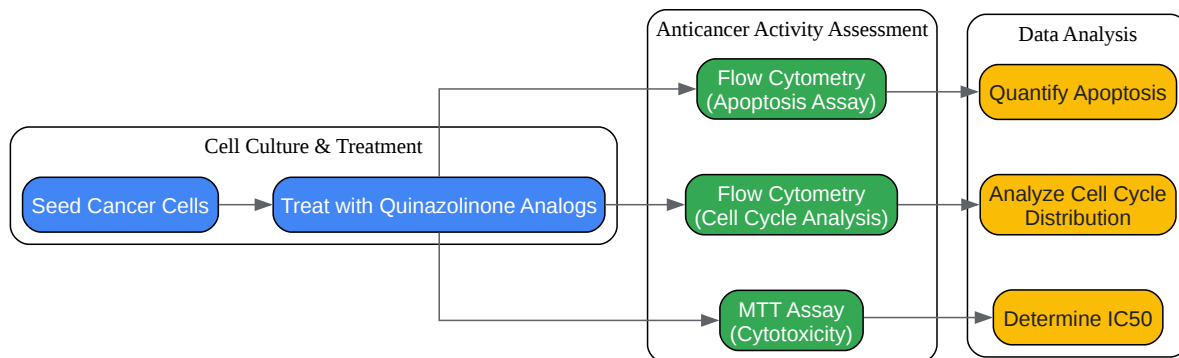 Cell Culture & Treatment
Seed Cancer Cells
Treat with Quinazolinone Analogs
Anticancer Activity Assessment
Flow Cytometry
(Apoptosis Assay)
Flow Cytometry
(Cell Cycle Analysis)
MTT Assay
(Cytotoxicity)
Data Analysis
Quantify Apoptosis
Analyze Cell Cycle
Distribution
Determine IC50